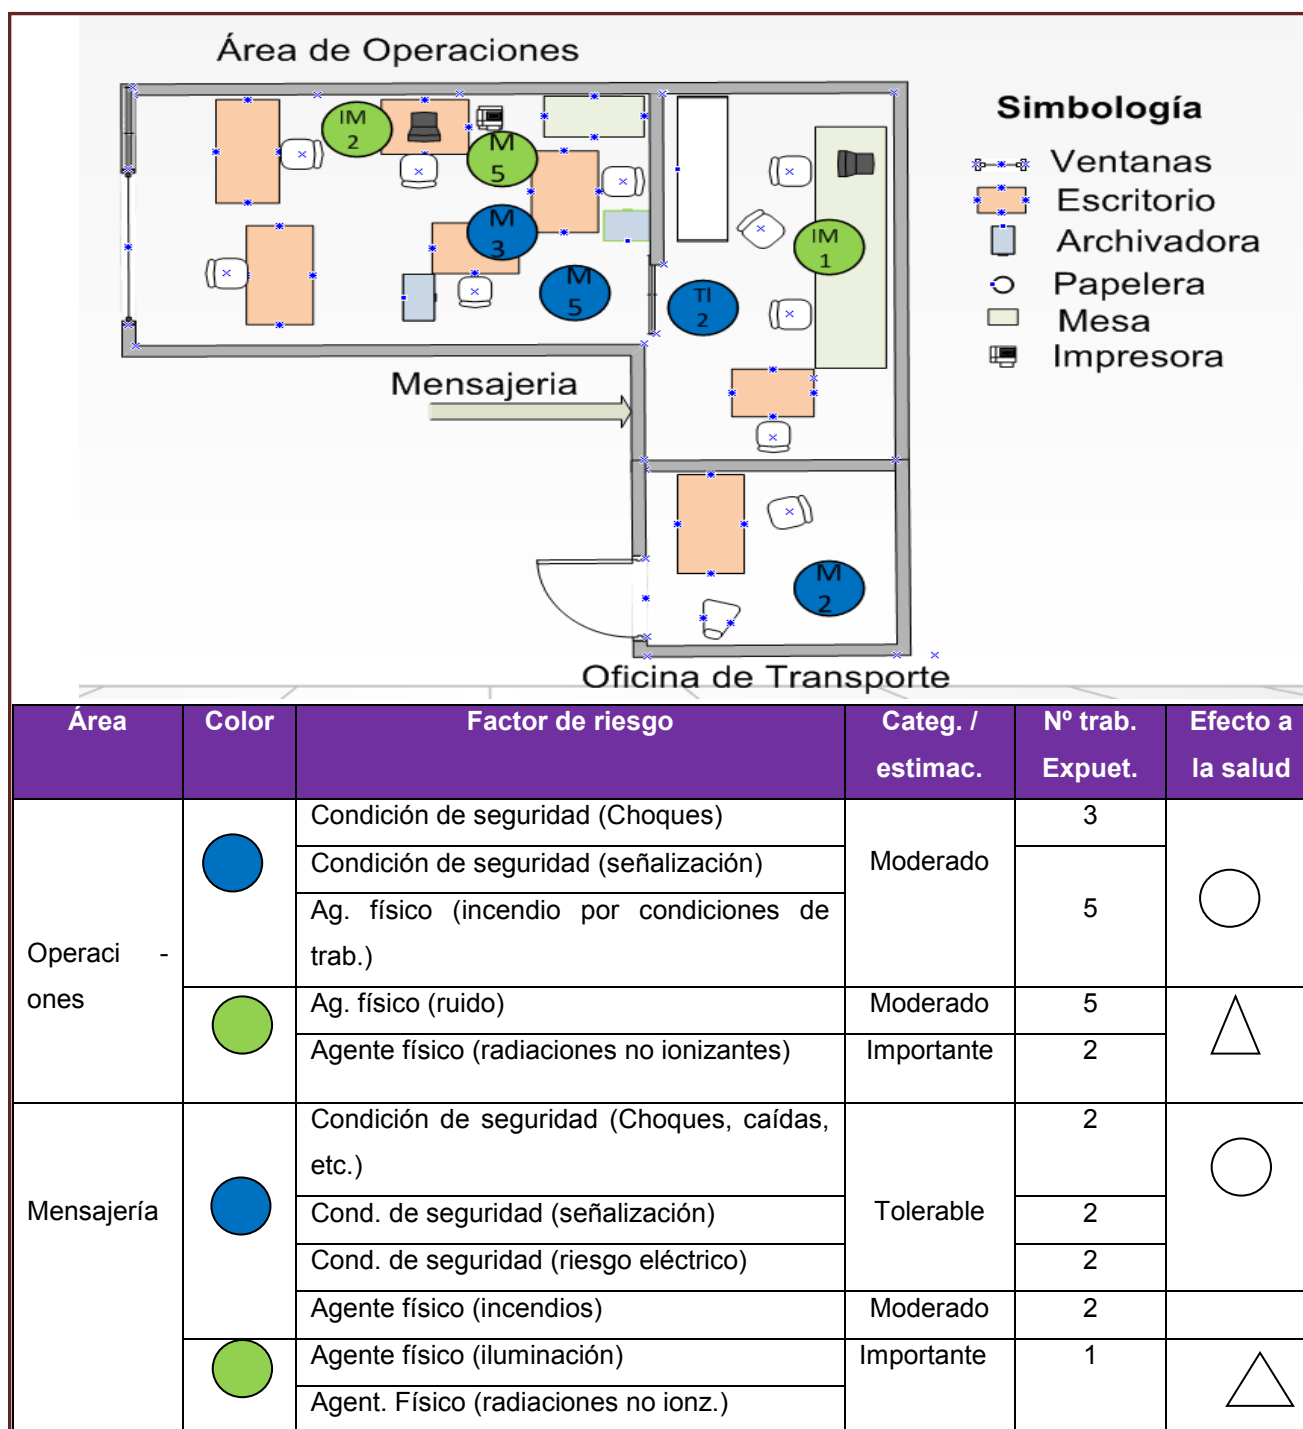 Área de Operaciones
Simbología
Ventanas
Escritorio
Archivadora
Papelera
Mesa
Impresora
IM
2
M
5
M
3
M
5
IM
1
TI
2
Mensajeria
M
2
Oficina de Transporte
Área Color Factor de riesgo Categ. / Nº trab. Efecto a
estimac. Expuet. la salud
Condición de seguridad (Choques) 3
Condición de seguridad (señalización) Moderado
Ag. físico (incendio por condiciones de 5
trab.)
Operaci -
ones
Ag. físico (ruido) Moderado 5
Agente físico (radiaciones no ionizantes) Importante 2
Condición de seguridad (Choques, caídas, 2
etc.)
Mensajería Cond. de seguridad (señalización) Tolerable 2
Cond. de seguridad (riesgo eléctrico) 2
Agente físico (incendios) Moderado 2
Agente físico (iluminación) Importante 1
Agent. Físico (radiaciones no ionz.)